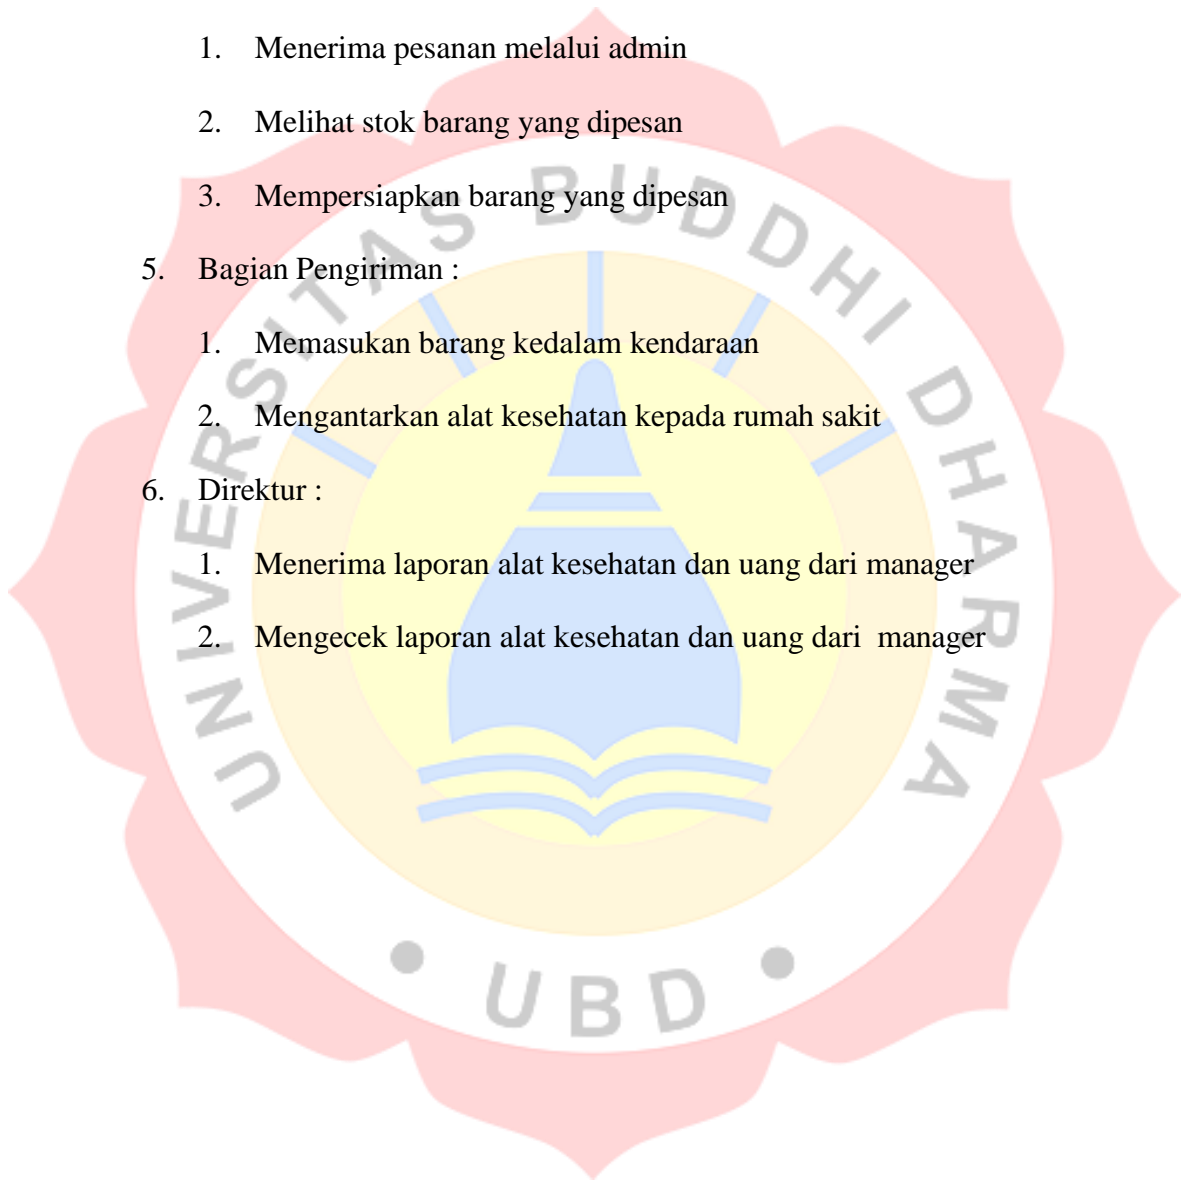 1. Menerima pesanan melalui admin
2. Melihat stok barang yang dipesan
3. Mempersiapkan barang yang dipesan
5. Bagian Pengiriman :
1. Memasukan barang kedalam kendaraan
2. Mengantarkan alat kesehatan kepada rumah sakit
6. Direktur :
1. Menerima laporan alat kesehatan dan uang dari manager
2. Mengecek laporan alat kesehatan dan uang dari  manager
UNIVERSITAS BUDDHI DHARMA
• UBD •